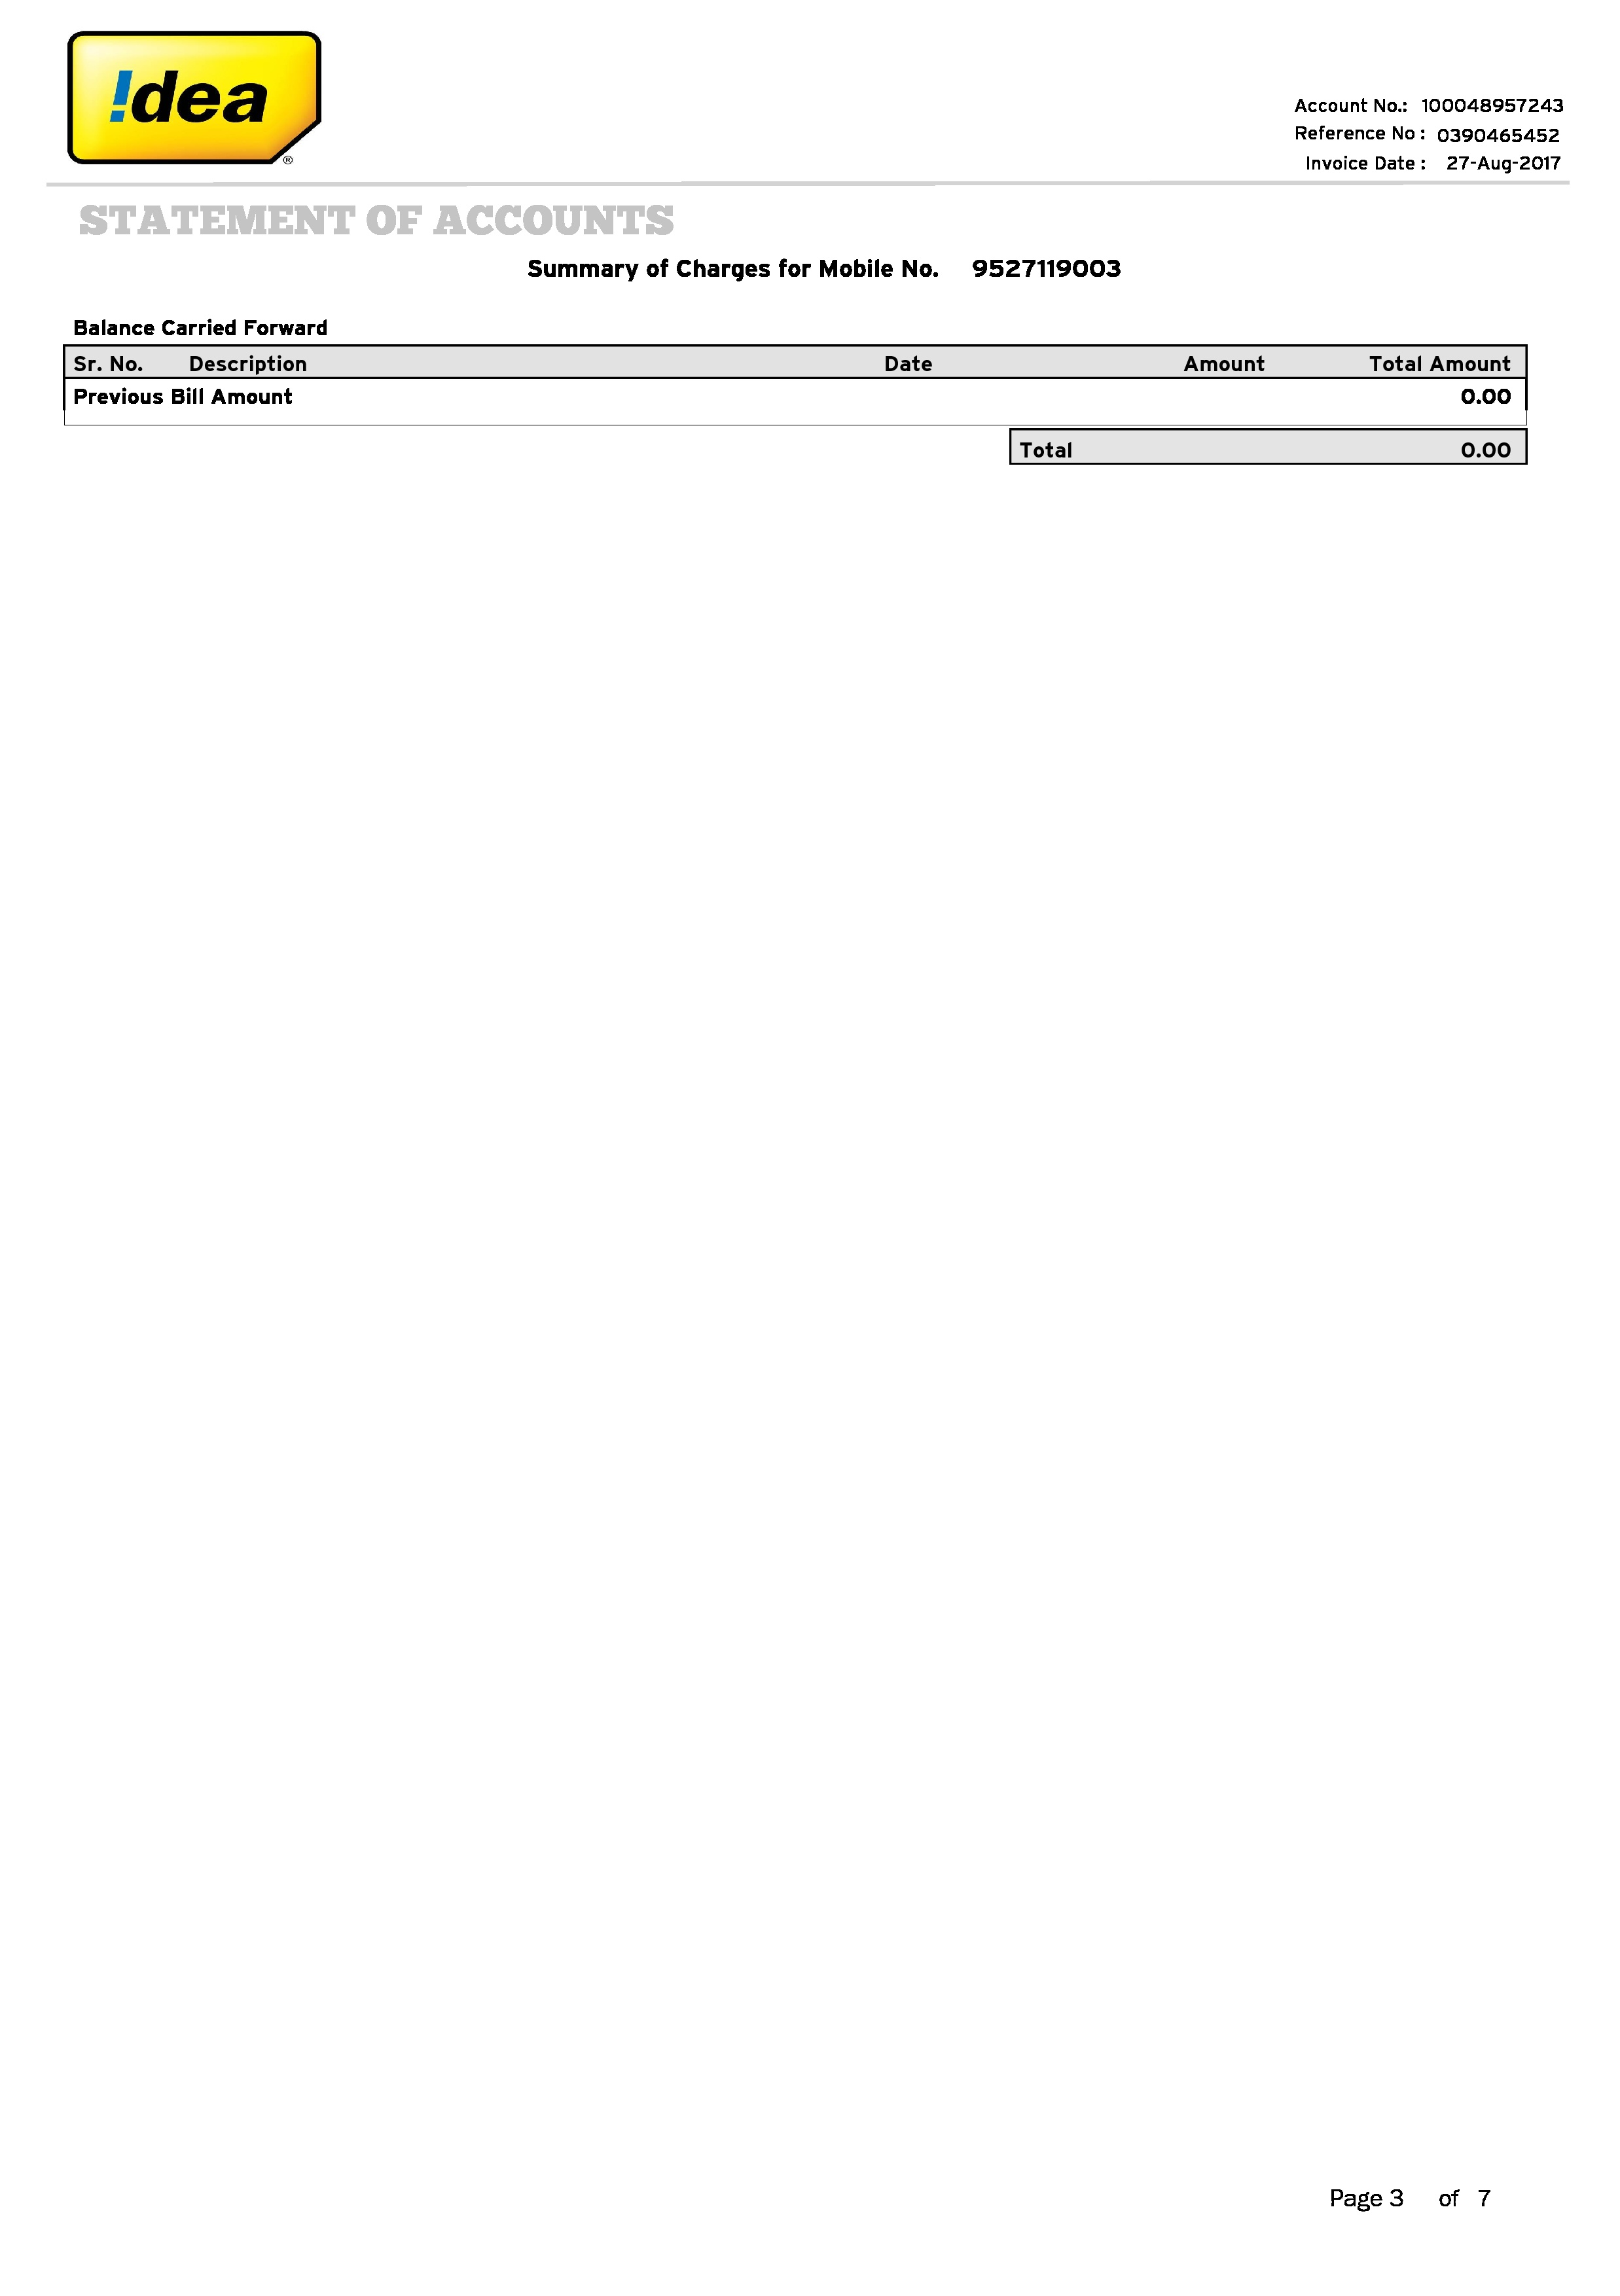 !dea
®
Account No.: 100048957243
Reference No : 0390465452
Invoice Date : 27-Aug-2017
STATEMENT OF ACCOUNTS
Summary of Charges for Mobile No. 9527119003
Balance Carried Forward
Sr. No. Description Date Amount Total Amount
Previous Bill Amount 0.00
Total 0.00
Page 3 of 7